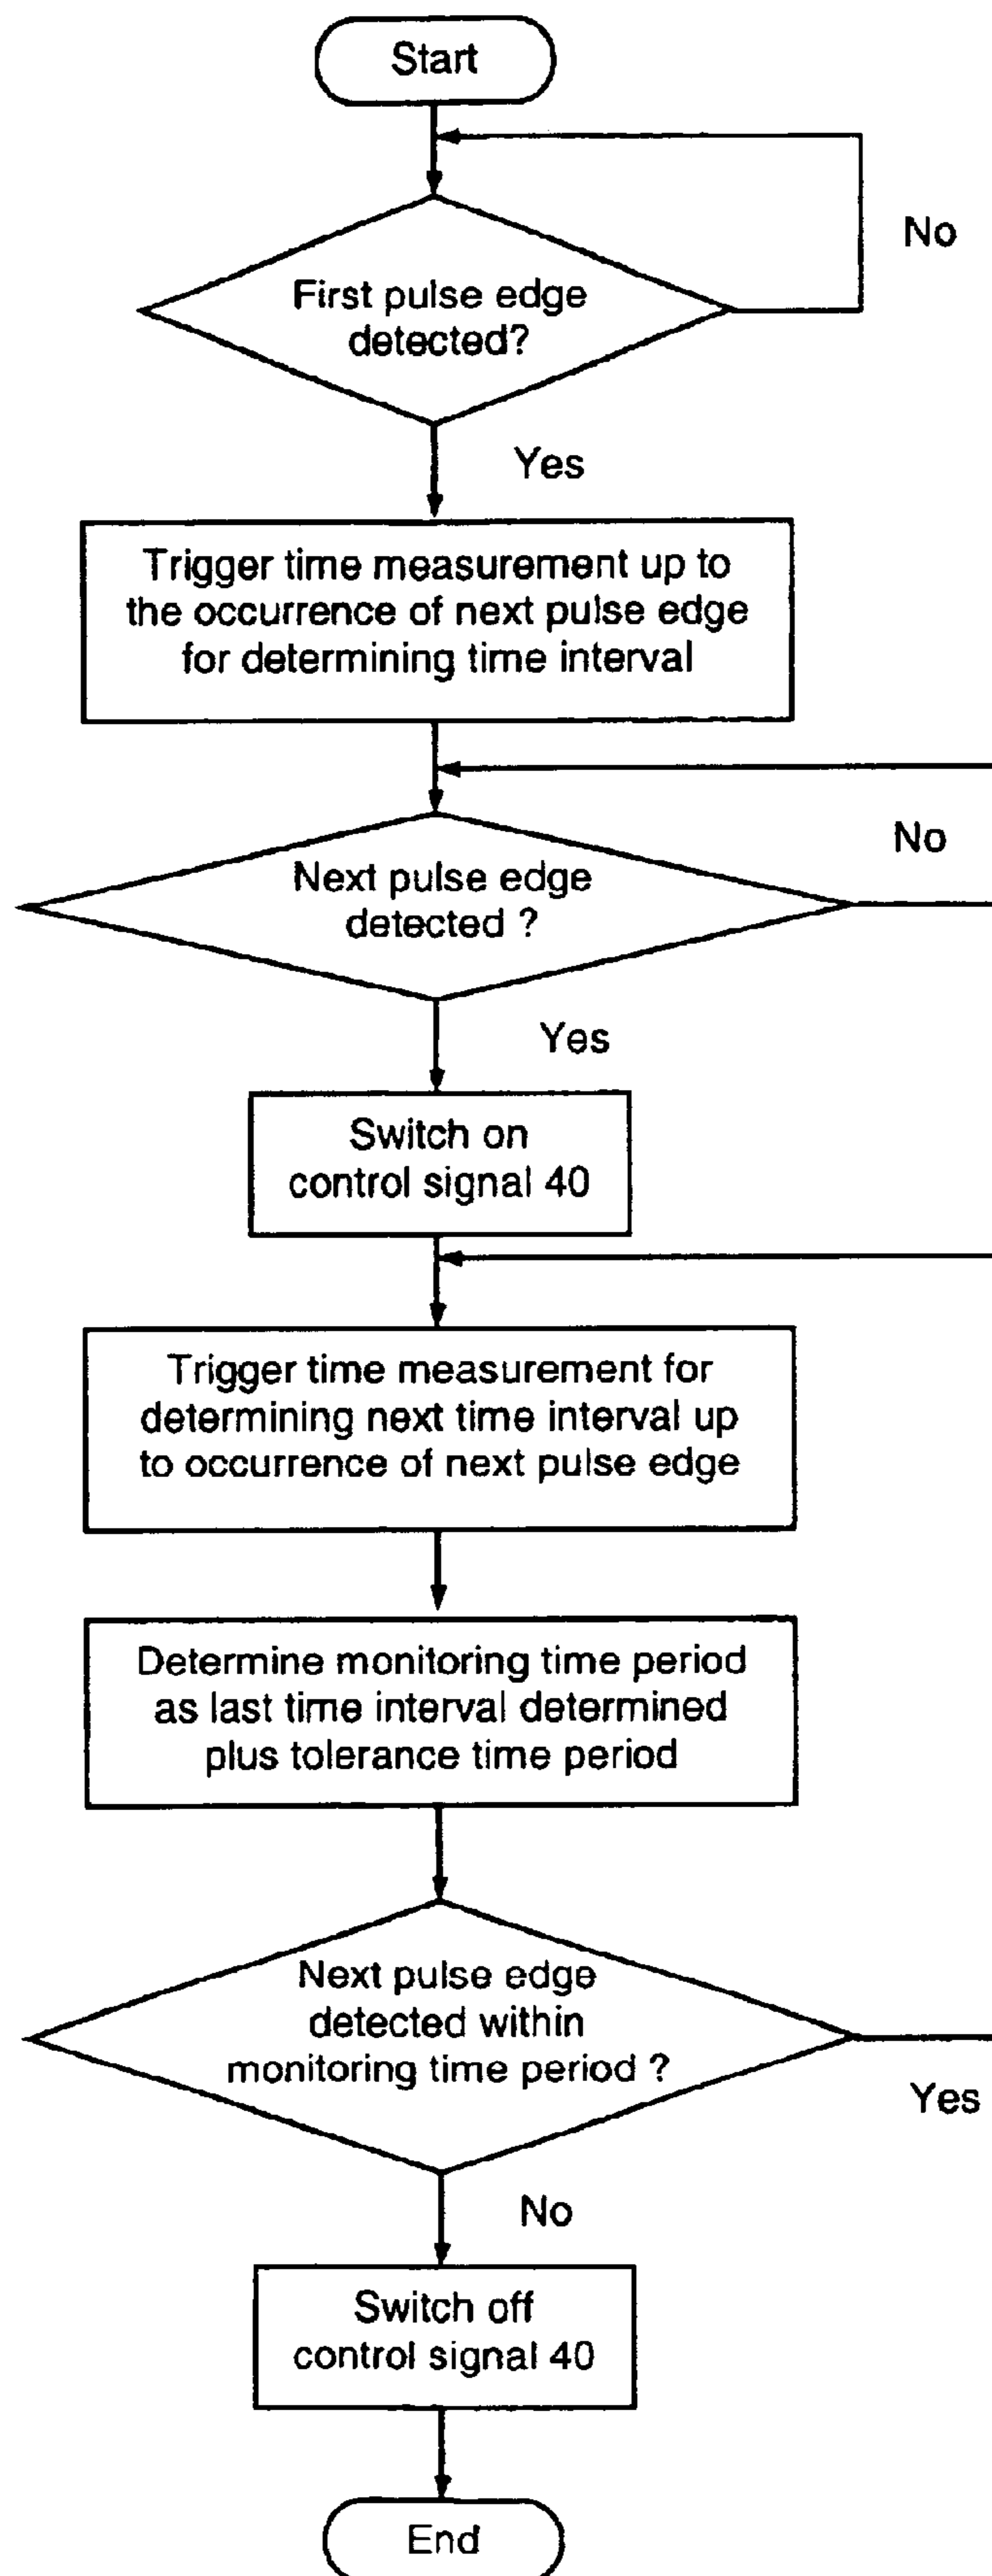 Start
No
First pulse edge
detected?
Yes
Trigger time measurement up to
the occurrence of next pulse edge
for determining time interval
No
Next pulse edge
detected ?
Yes
Switch on
control signal 40
Trigger time measurement for
determining next time interval up
to occurrence of next pulse edge
Determine monitoring time period
as last time interval determined
plus tolerance time period
Next pulse edge
detected within
monitoring time period ?
Yes
No
Switch off
control signal 40
End